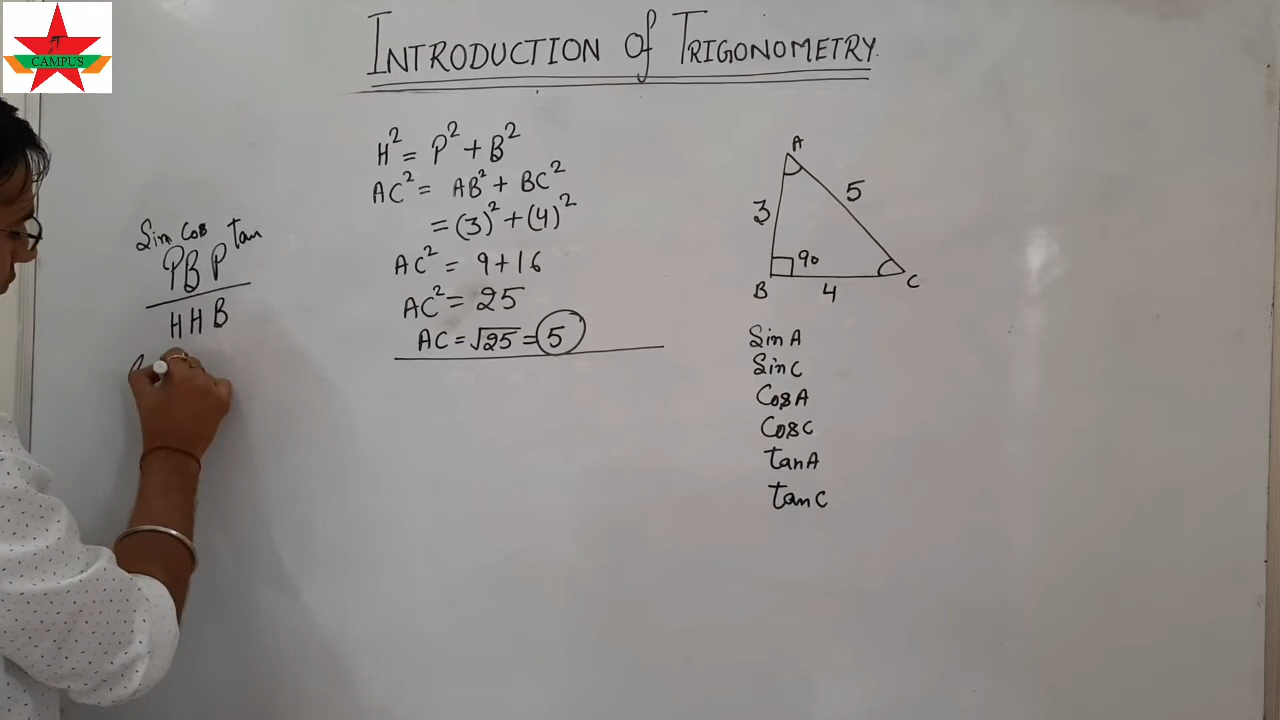 CAMPUS
INTRODUCTION of TRIGONOMETRY.
H² = P² + B²
AC² = AB² + BC²
= (3)² + (4)²
AC² = 9+16
AC² = 25
AC = √25 = 5
Sin Cos tan
P B P
H H B
A
3
5
90
B
4
C
Sin A
Sin C
Cos A
Cos C
tan A
tan C